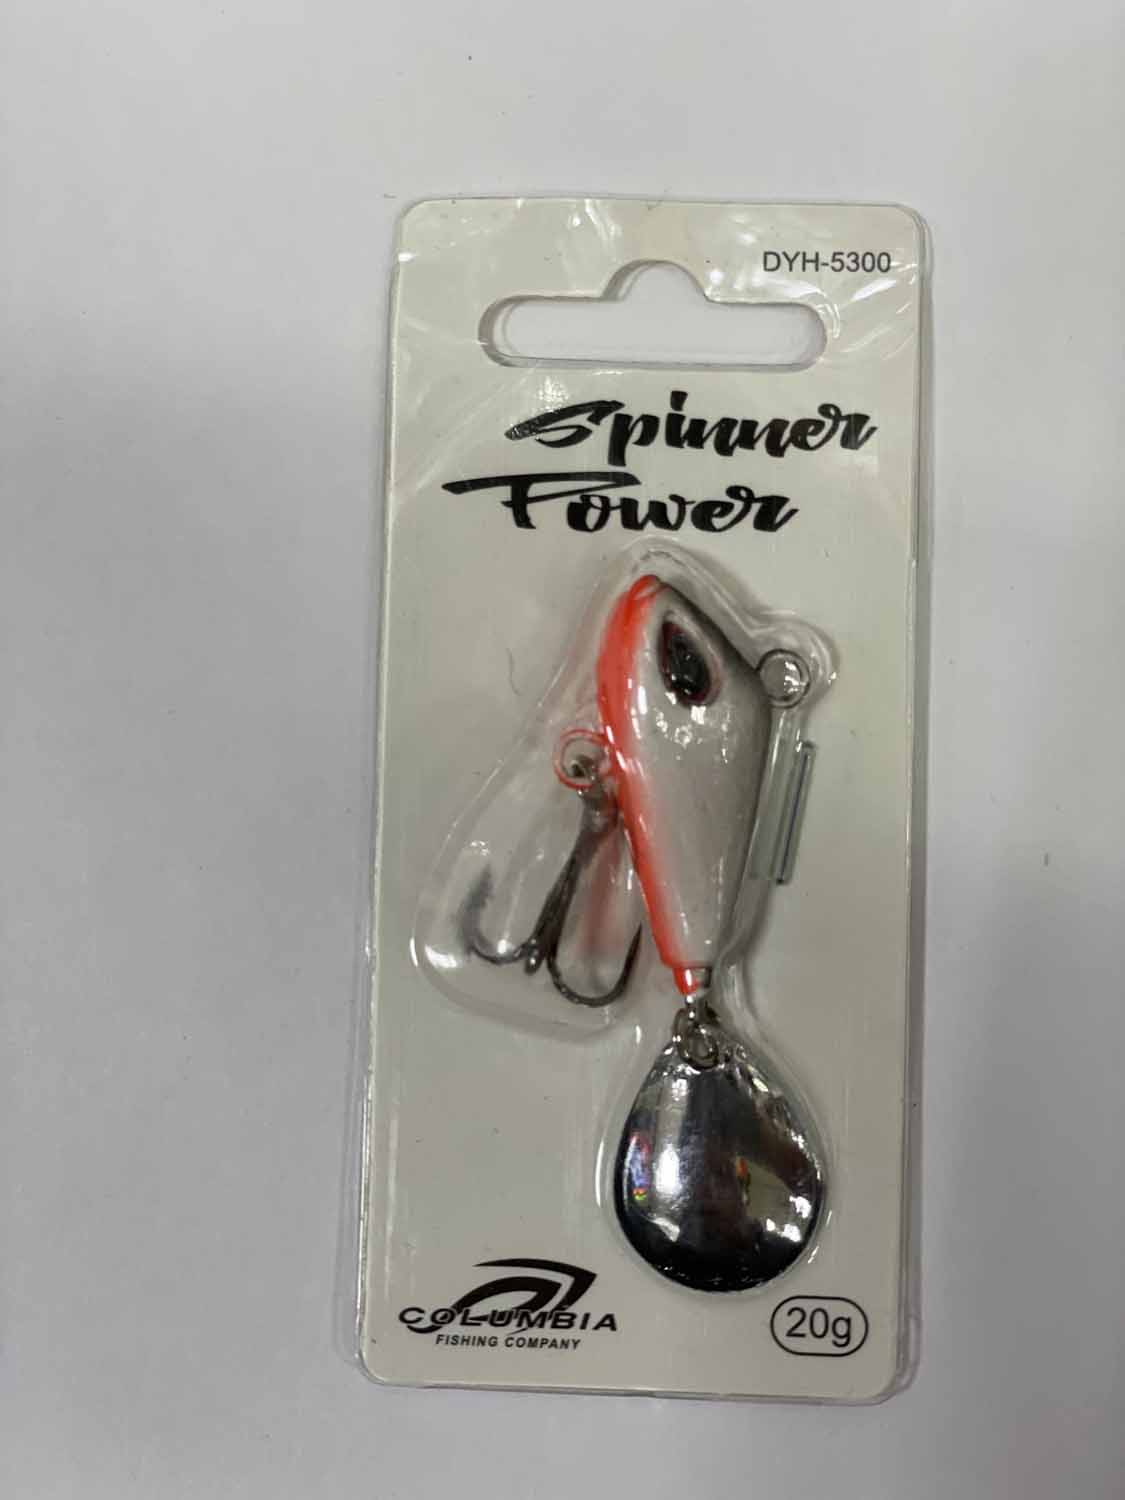 DYH-5300
Spinner
Power
COLUMBIA
FISHING COMPANY
20g